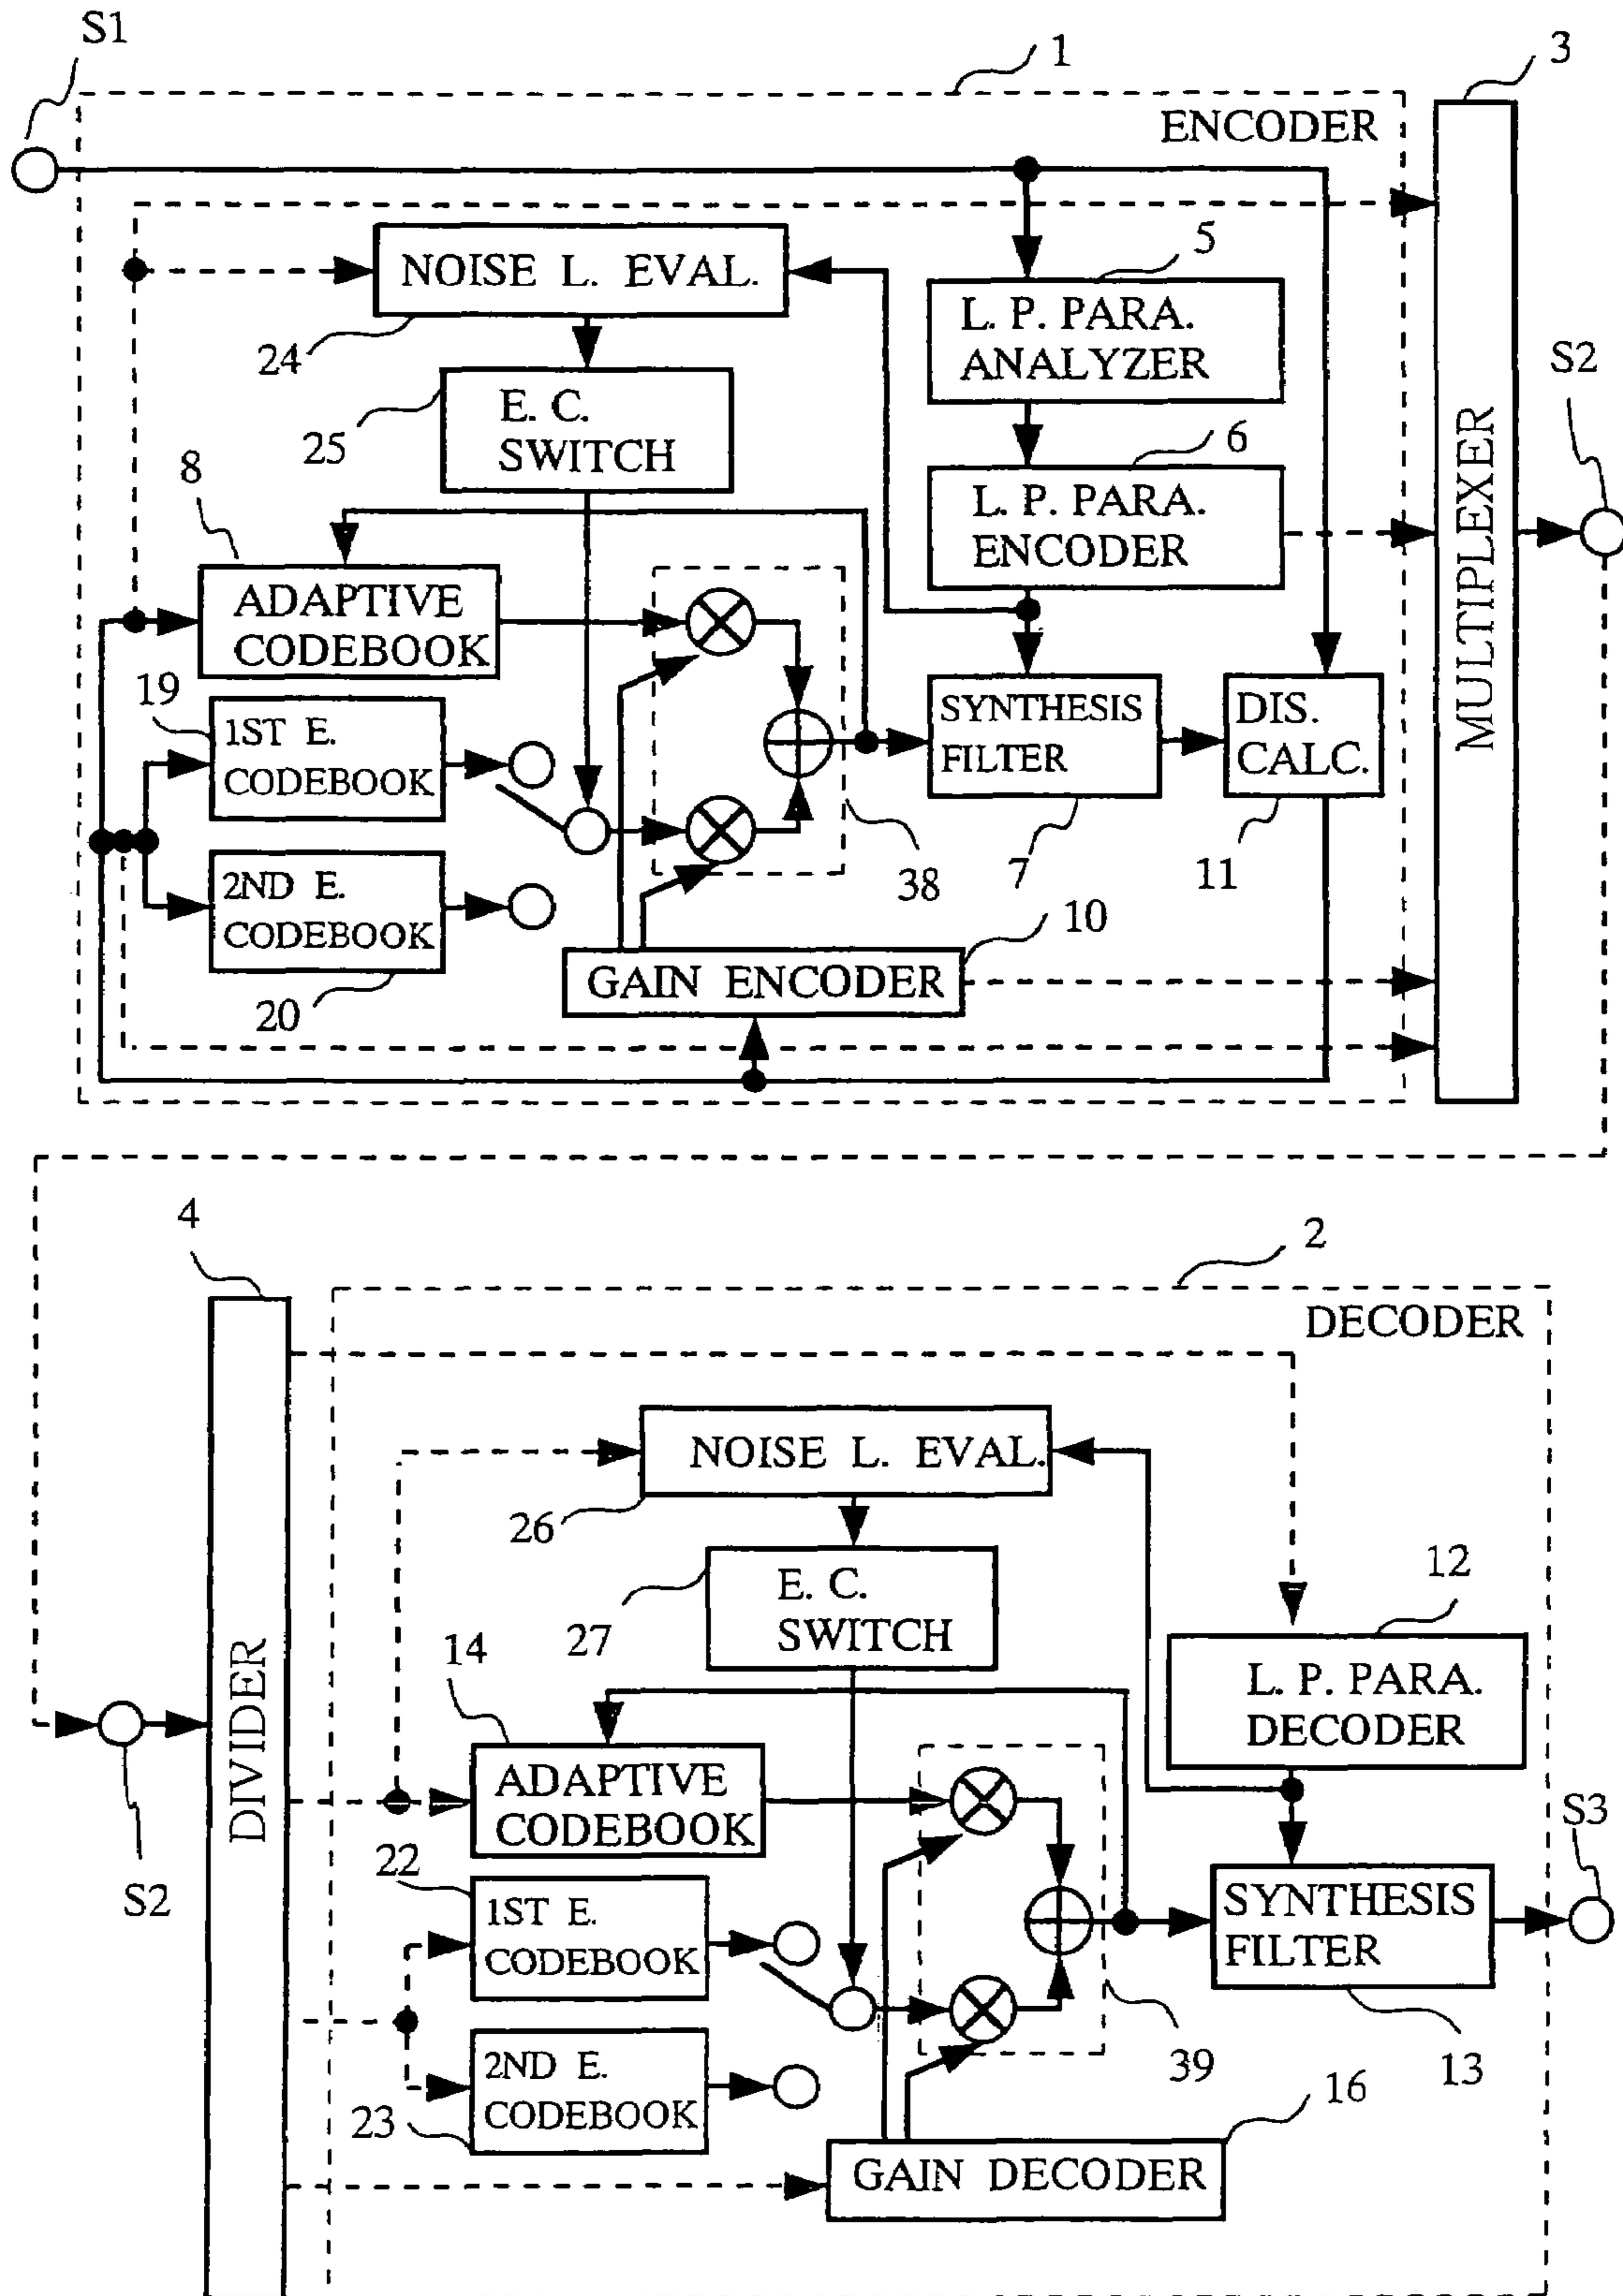 S1
1
3
ENCODER
NOISE L. EVAL.
24
5
L. P. PARA.
ANALYZER
S2
E. C.
SWITCH
25
6
L. P. PARA.
ENCODER
MULTIPLEXER
8
ADAPTIVE
CODEBOOK
19
1ST E.
CODEBOOK
SYNTHESIS
FILTER
7
DIS.
CALC.
11
38
2ND E.
CODEBOOK
20
10
GAIN ENCODER
4
2
DECODER
NOISE L. EVAL.
26
E. C.
SWITCH
27
12
L. P. PARA.
DECODER
DIVIDER
S2
14
ADAPTIVE
CODEBOOK
22
1ST E.
CODEBOOK
S3
SYNTHESIS
FILTER
13
39
2ND E.
CODEBOOK
23
16
GAIN DECODER